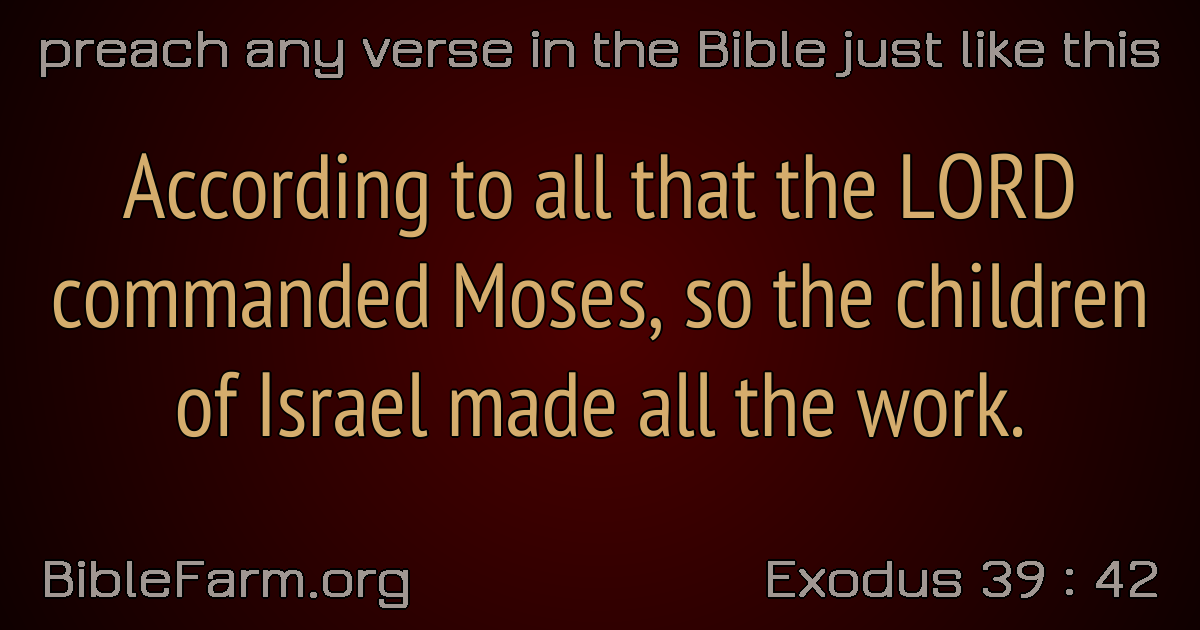 preach any verse in the Bible just like this
According to all that the LORD
commanded Moses, so the children
of Israel made all the work.
BibleFarm.org
Exodus 39 : 42